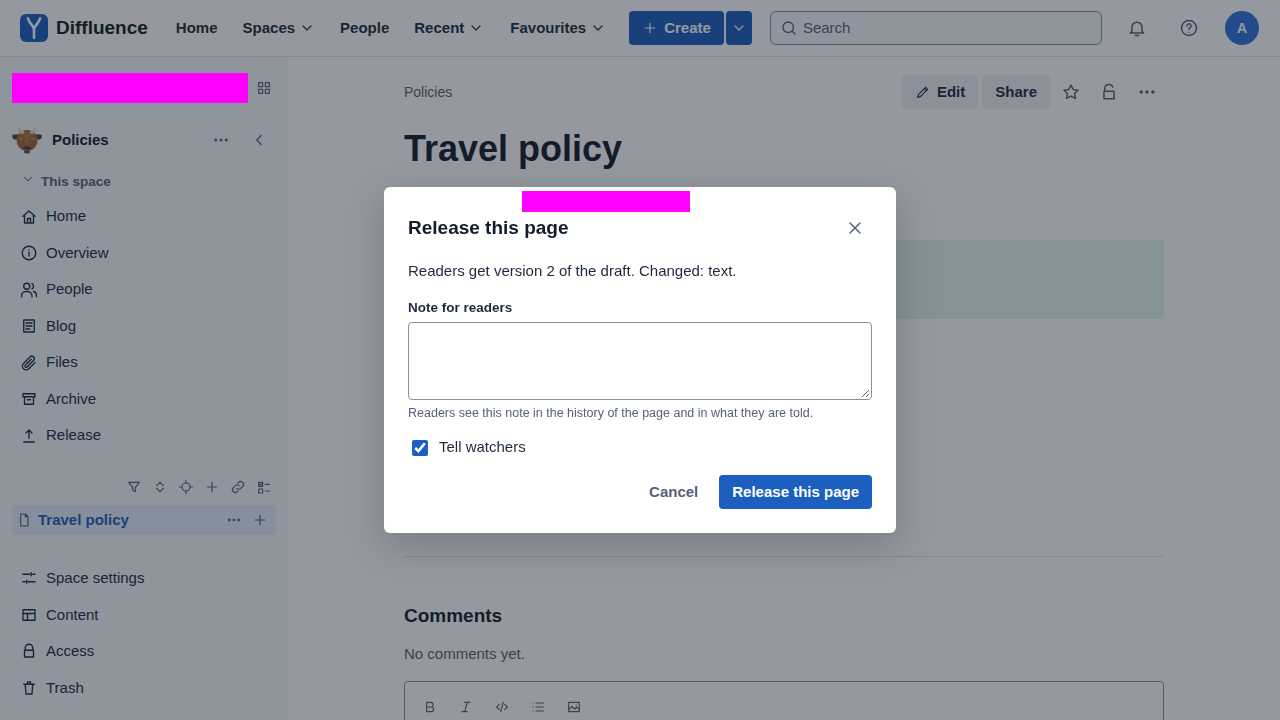 Diffluence
Home
Spaces
People
Recent
Favourites
Create
Search
A
Policies
This space
Home
Overview
People
Blog
Files
Archive
Release
Travel policy
Space settings
Content
Access
Trash
Policies
Edit
Share
Travel policy
Release this page
Readers get version 2 of the draft. Changed: text.
Note for readers
Readers see this note in the history of the page and in what they are told.
Tell watchers
Cancel
Release this page
Comments
No comments yet.